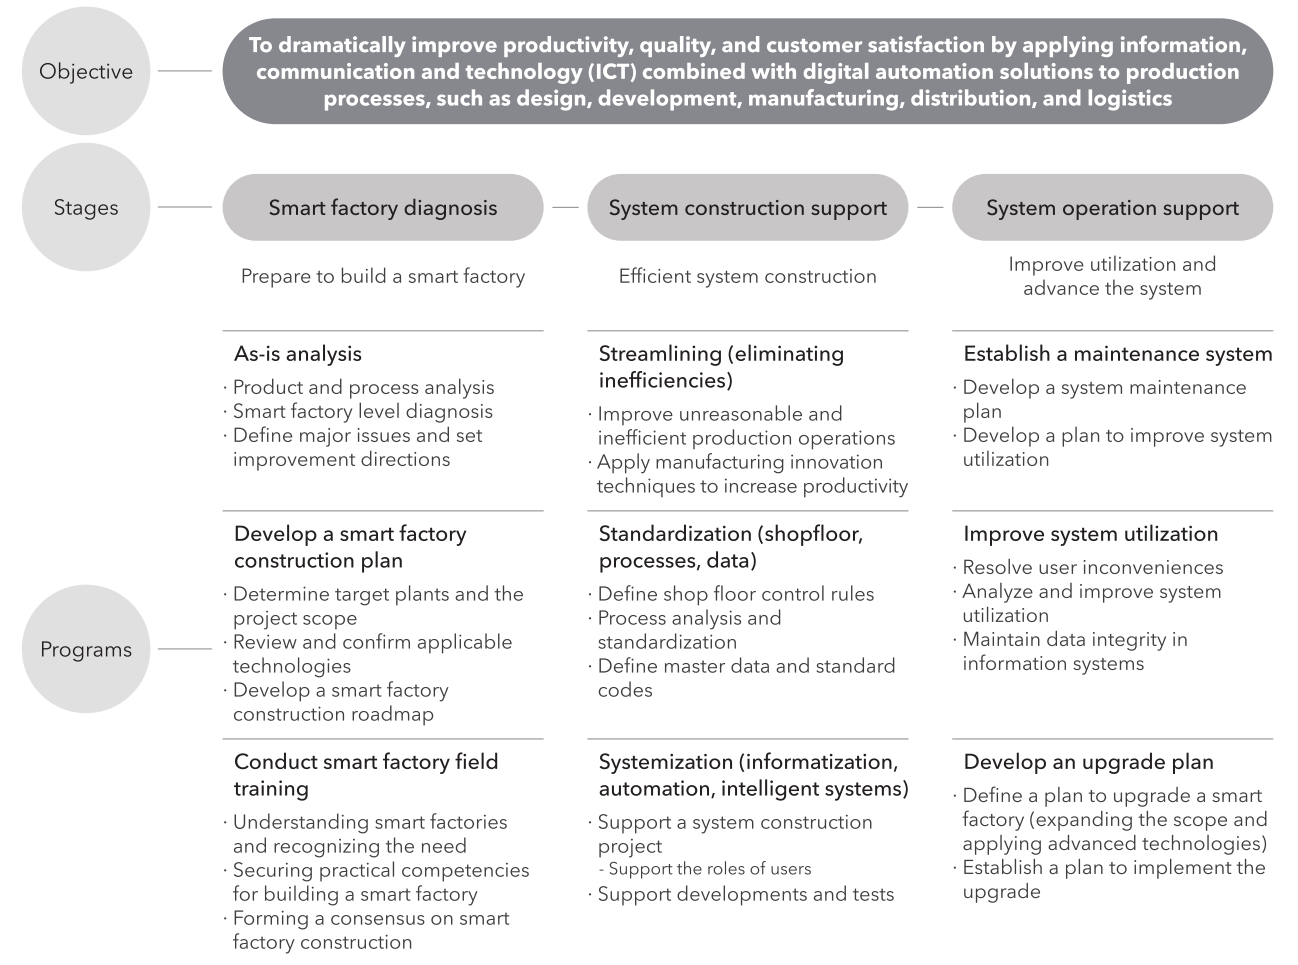 Objective
To dramatically improve productivity, quality, and customer satisfaction by applying information,
communication and technology (ICT) combined with digital automation solutions to production
processes, such as design, development, manufacturing, distribution, and logistics
Stages
Smart factory diagnosis
System construction support
System operation support
Prepare to build a smart factory
Efficient system construction
Improve utilization and
advance the system
Programs
As-is analysis
· Product and process analysis
· Smart factory level diagnosis
· Define major issues and set
improvement directions
Streamlining (eliminating
inefficiencies)
· Improve unreasonable and
inefficient production operations
· Apply manufacturing innovation
techniques to increase productivity
Establish a maintenance system
· Develop a system maintenance
plan
· Develop a plan to improve system
utilization
Develop a smart factory
construction plan
· Determine target plants and the
project scope
· Review and confirm applicable
technologies
· Develop a smart factory
construction roadmap
Standardization (shopfloor,
processes, data)
· Define shop floor control rules
· Process analysis and
standardization
· Define master data and standard
codes
Improve system utilization
· Resolve user inconveniences
· Analyze and improve system
utilization
· Maintain data integrity in
information systems
Conduct smart factory field
training
· Understanding smart factories
and recognizing the need
· Securing practical competencies
for building a smart factory
· Forming a consensus on smart
factory construction
Systemization (informatization,
automation, intelligent systems)
· Support a system construction
project
- Support the roles of users
· Support developments and tests
Develop an upgrade plan
· Define a plan to upgrade a smart
factory (expanding the scope and
applying advanced technologies)
· Establish a plan to implement the
upgrade